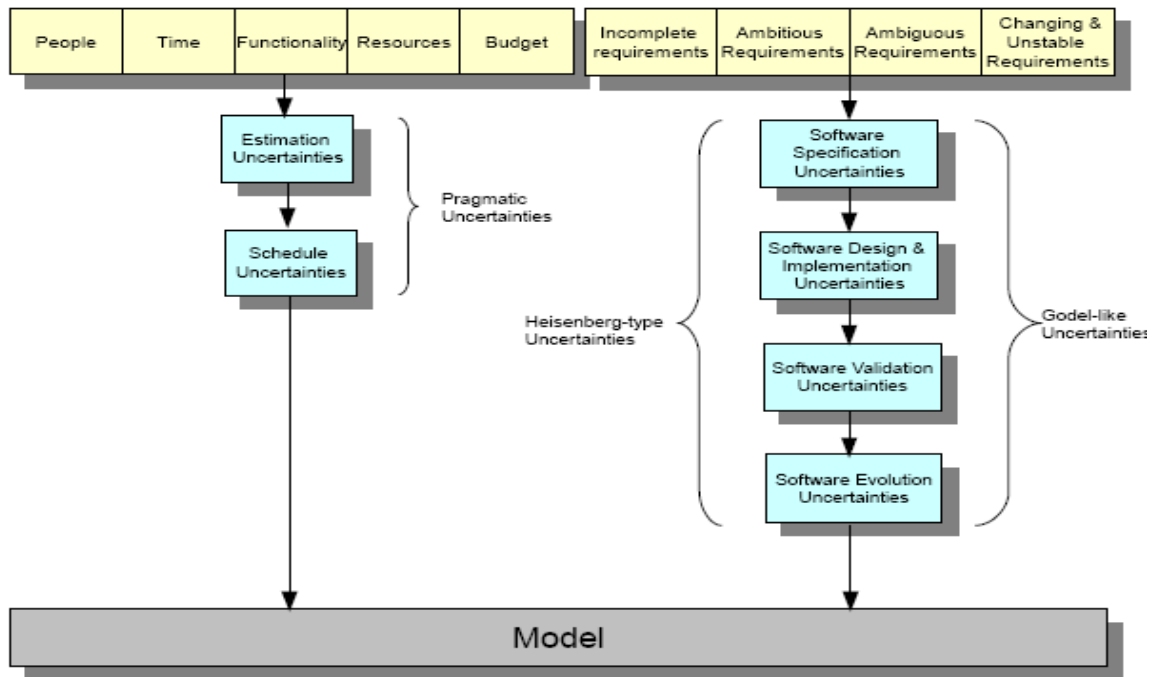 People
Time
Functionality
Resources
Budget
Incomplete
requirements
Ambitious
Requirements
Ambiguous
Requirements
Changing &
Unstable
Requirements
Estimation
Uncertainties
Schedule
Uncertainties
Pragmatic
Uncertainties
Software
Specification
Uncertainties
Software Design &
Implementation
Uncertainties
Software Validation
Uncertainties
Software Evolution
Uncertainties
Heisenberg-type
Uncertainties
Godel-like
Uncertainties
Model